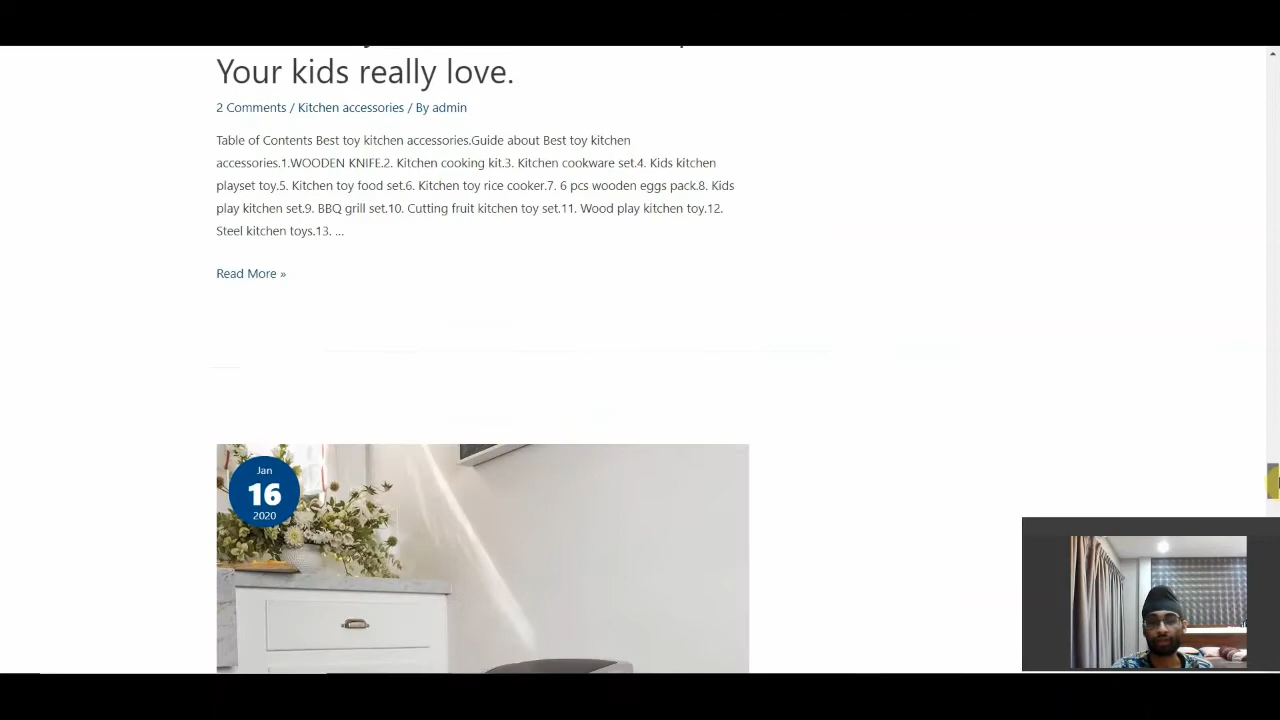 Your kids really love.
2 Comments / Kitchen accessories / By admin
Table of Contents Best toy kitchen accessories.Guide about Best toy kitchen
accessories.1.WOODEN KNIFE.2. Kitchen cooking kit.3. Kitchen cookware set.4. Kids kitchen
playset toy.5. Kitchen toy food set.6. Kitchen toy rice cooker.7. 6 pcs wooden eggs pack.8. Kids
play kitchen set.9. BBQ grill set.10. Cutting fruit kitchen toy set.11. Wood play kitchen toy.12.
Steel kitchen toys.13. ...
Read More »
Jan
16
2020